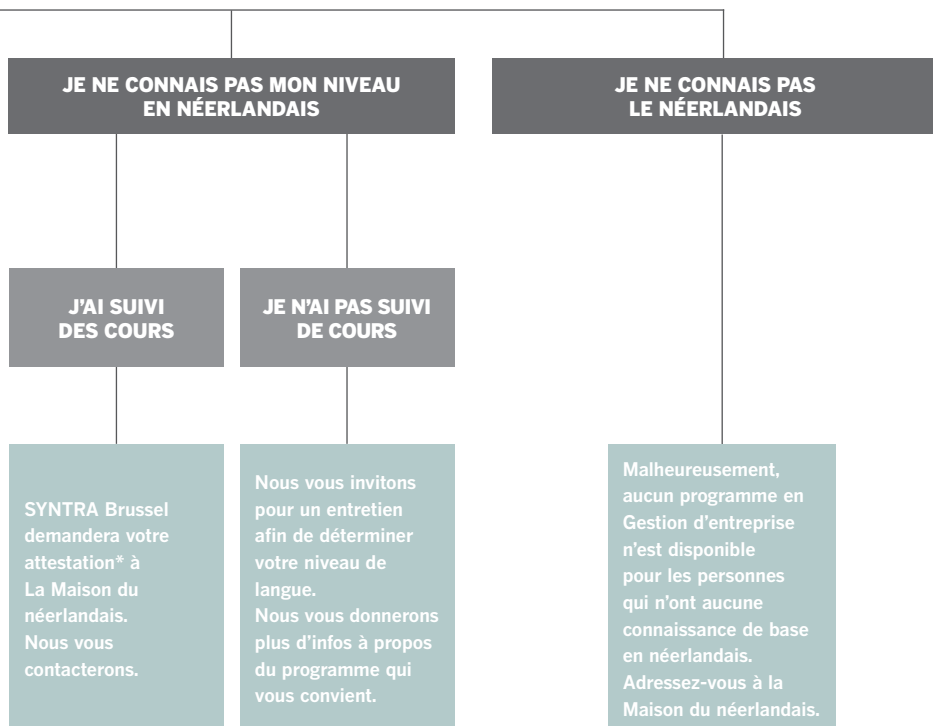 JE NE CONNAIS PAS MON NIVEAU
EN NÉERLANDAIS
JE NE CONNAIS PAS
LE NÉERLANDAIS
J'AI SUIVI
DES COURS
JE N'AI PAS SUIVI
DE COURS
SYNTRA Brussel
demandera votre
attestation* à
La Maison du
néerlandais.
Nous vous
contacterons.
Nous vous invitons
pour un entretien
afin de déterminer
votre niveau de
langue.
Nous vous donnerons
plus d'infos à propos
du programme qui
vous convient.
Malheureusement,
aucun programme en
Gestion d'entreprise
n'est disponible
pour les personnes
qui n'ont aucune
connaissance de base
en néerlandais.
Adressez-vous à la
Maison du néerlandais.